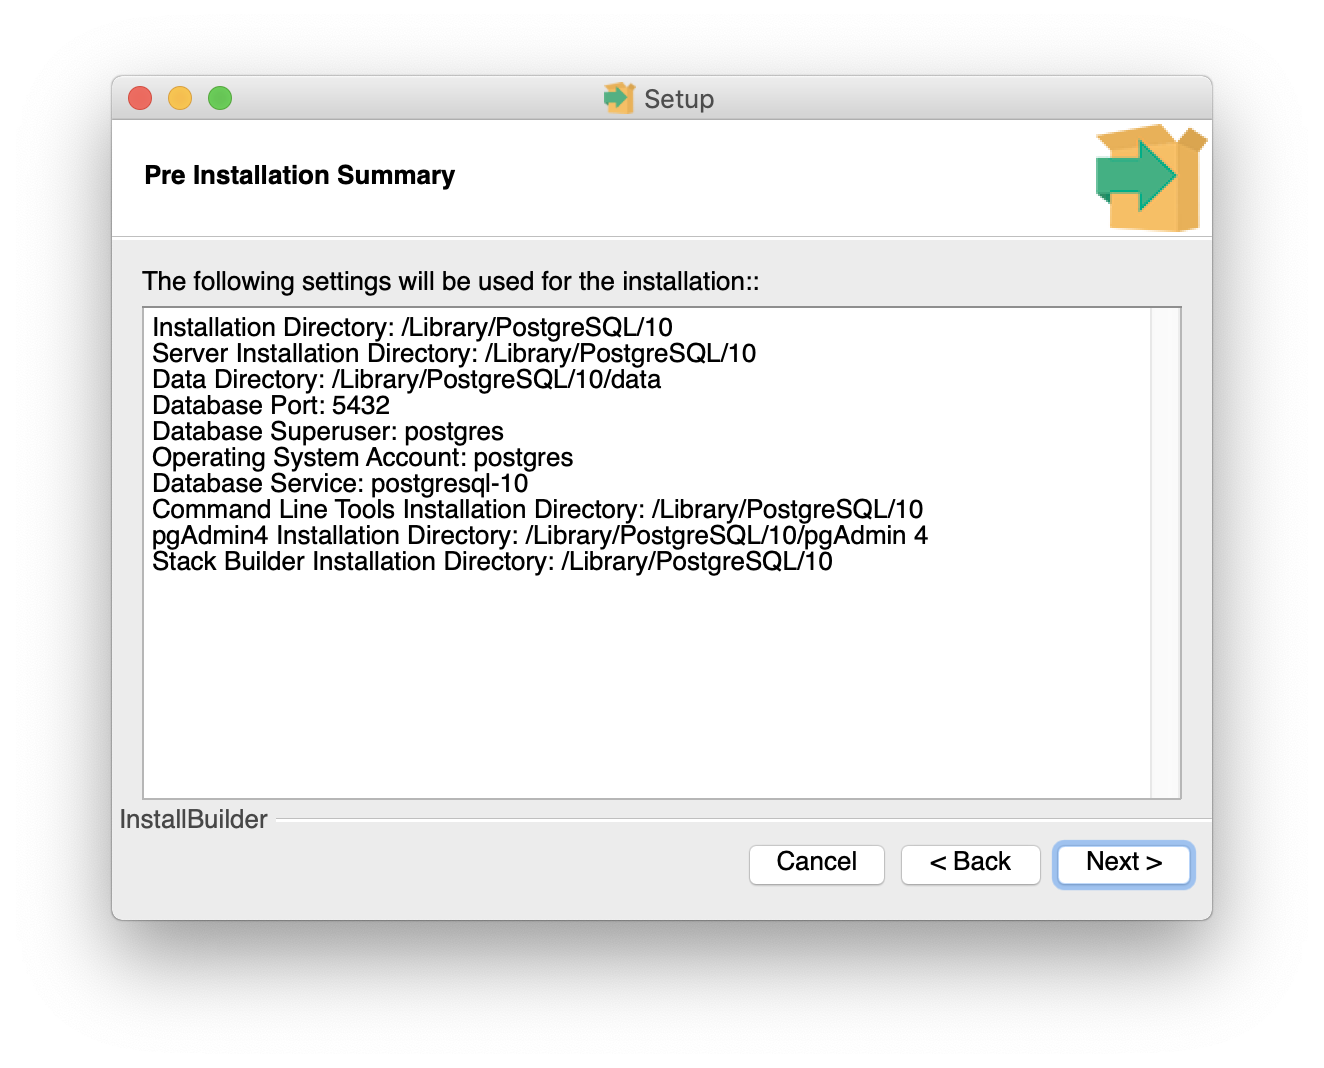 Setup
Pre Installation Summary
The following settings will be used for the installation::
Installation Directory: /Library/PostgreSQL/10
Server Installation Directory: /Library/PostgreSQL/10
Data Directory: /Library/PostgreSQL/10/data
Database Port: 5432
Database Superuser: postgres
Operating System Account: postgres
Database Service: postgresql-10
Command Line Tools Installation Directory: /Library/PostgreSQL/10
pgAdmin4 Installation Directory: /Library/PostgreSQL/10/pgAdmin 4
Stack Builder Installation Directory: /Library/PostgreSQL/10
InstallBuilder
Cancel
< Back
Next >